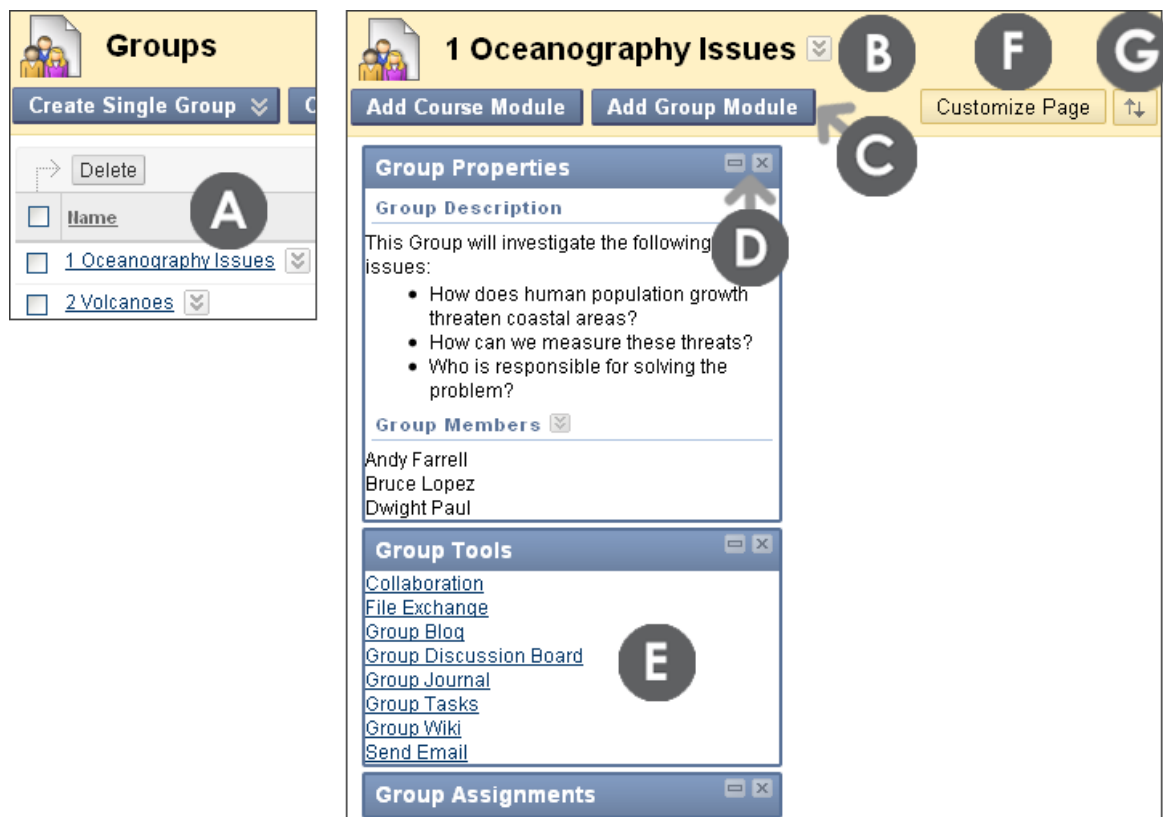 Groups
Create Single Group
Delete
A
Name
1 Oceanography Issues
2 Volcanoes
1 Oceanography Issues
B
F
G
Add Course Module
Add Group Module
Customize Page
C
Group Properties
Group Description
D
This Group will investigate the following
issues:
• How does human population growth
threaten coastal areas?
• How can we measure these threats?
• Who is responsible for solving the
problem?
Group Members
Andy Farrell
Bruce Lopez
Dwight Paul
Group Tools
Collaboration
File Exchange
Group Blog
Group Discussion Board
E
Group Journal
Group Tasks
Group Wiki
Send Email
Group Assignments